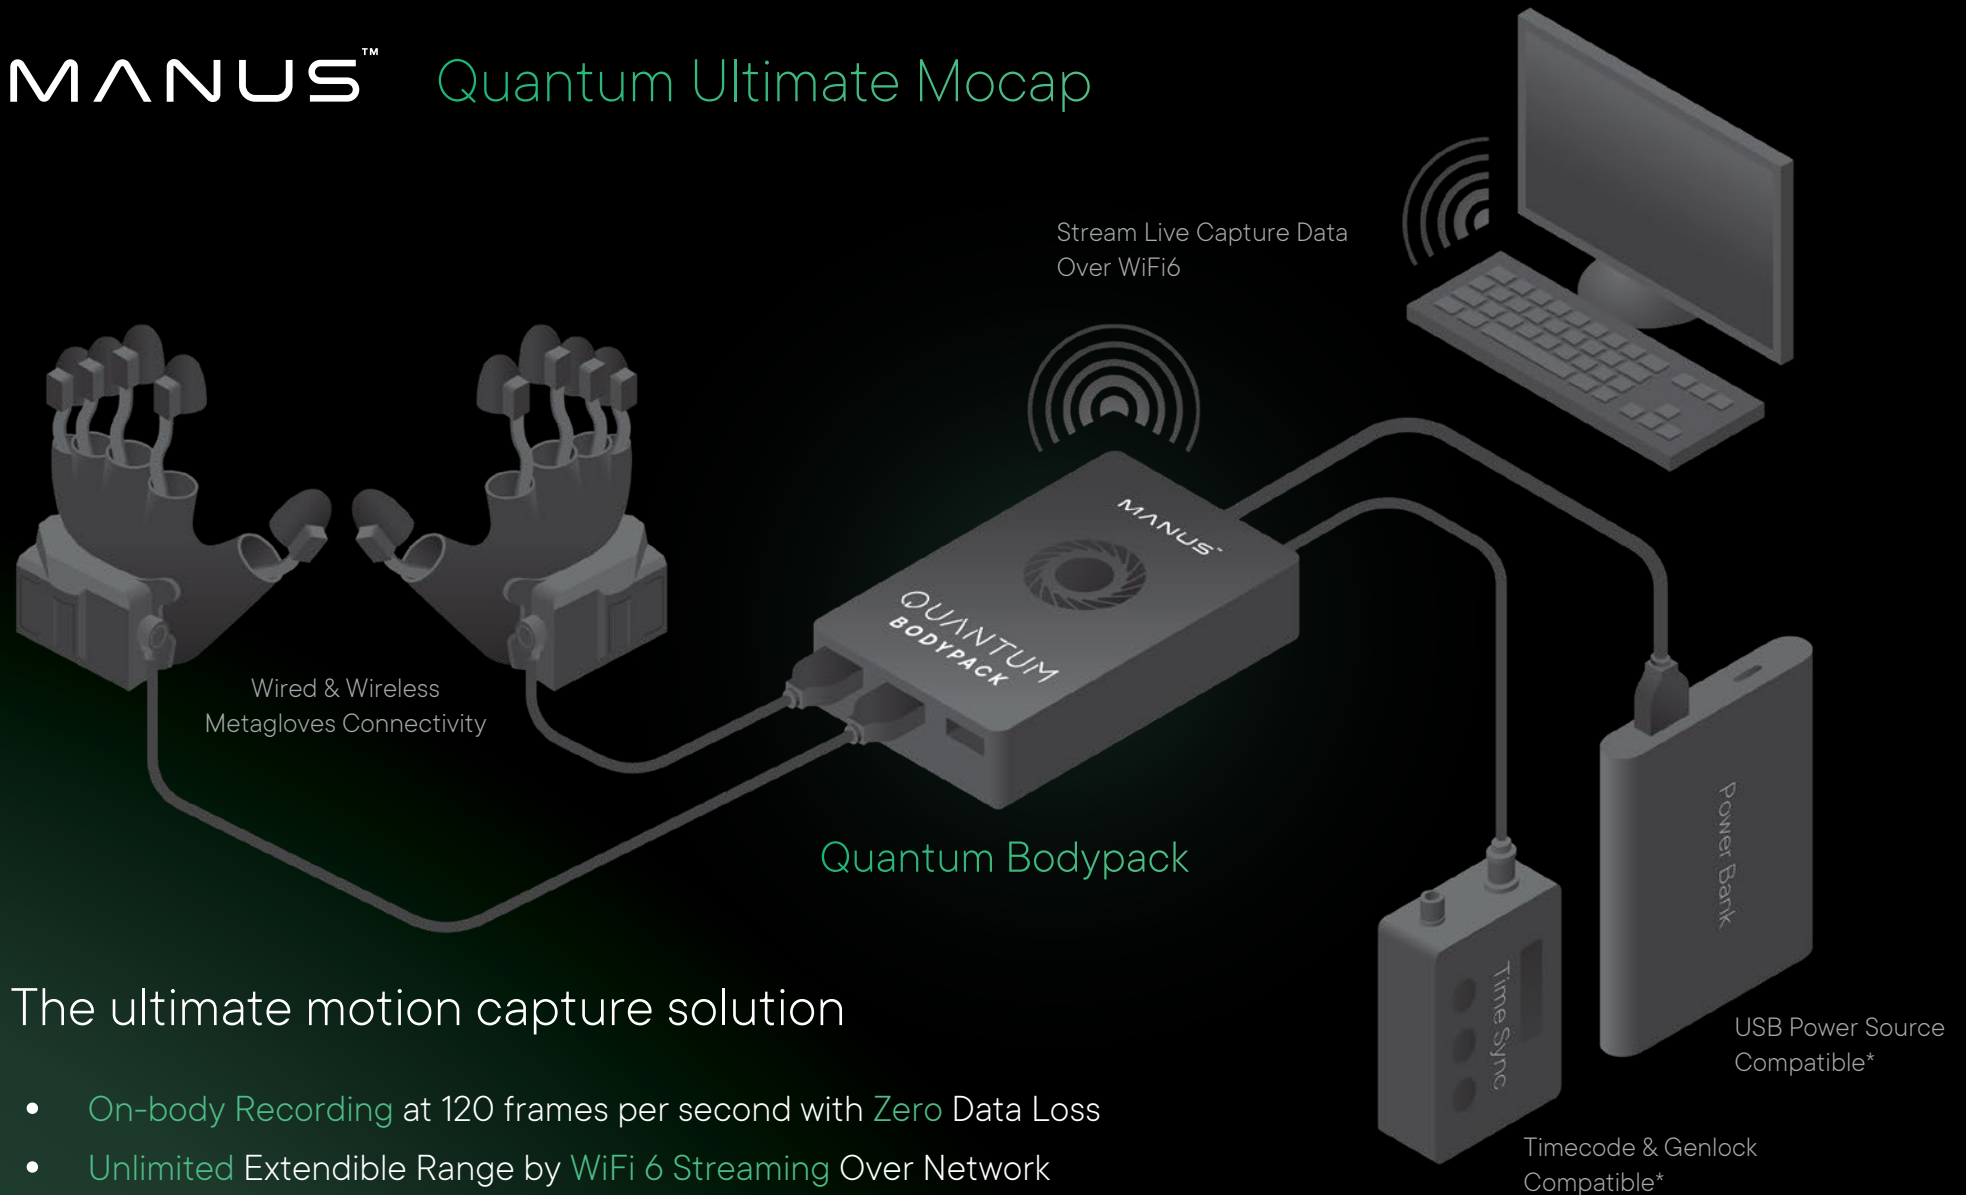 MANUS™ Quantum Ultimate Mocap
Stream Live Capture Data
Over WiFi6
MANUS™
QUANTUM
BODYPACK
Wired & Wireless
Metagloves Connectivity
Quantum Bodypack
Power Bank
Time Sync
USB Power Source
Compatible*
Timecode & Genlock
Compatible*
The ultimate motion capture solution
• On-body Recording at 120 frames per second with Zero Data Loss
• Unlimited Extendible Range by WiFi 6 Streaming Over Network